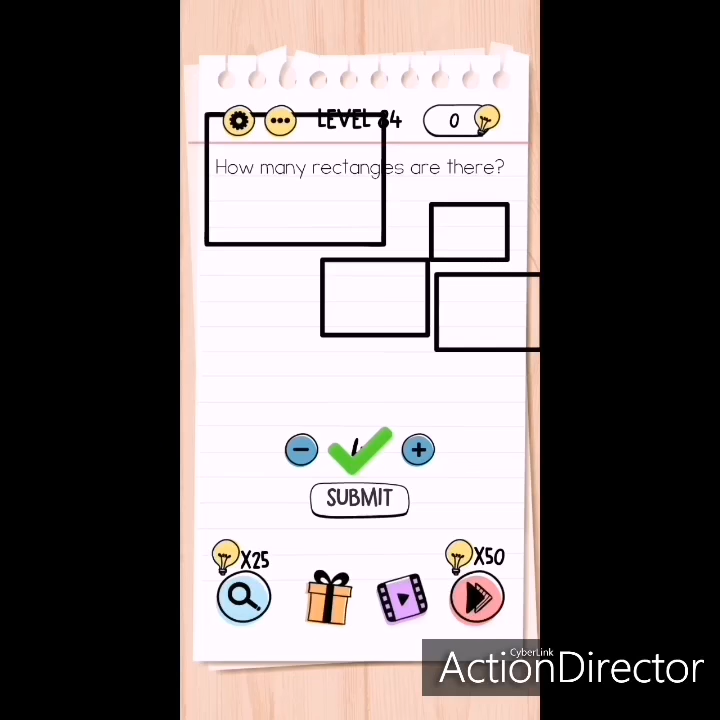 LEVEL 84
0
How many rectanges are there?
SUBMIT
X25
X50
CyberLink
ActionDirector